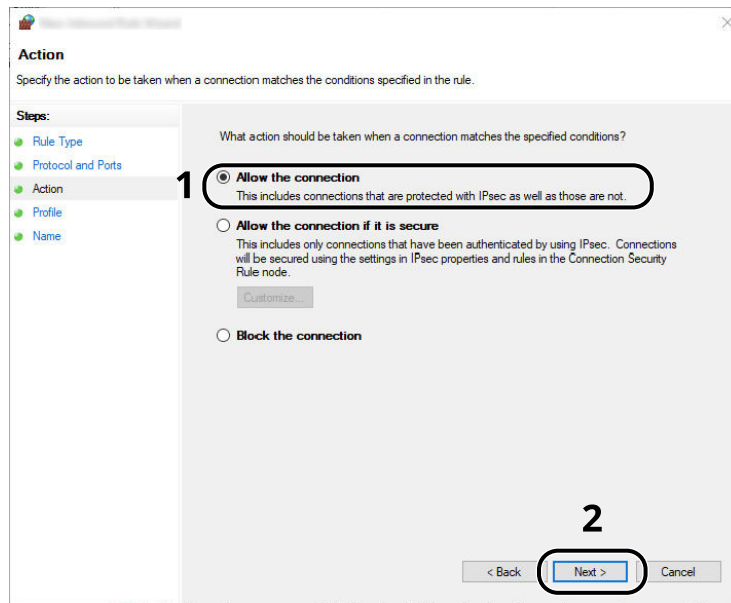 Action
Specify the action to be taken when a connection matches the conditions specified in the rule.
Steps:
Rule Type
Protocol and Ports
Action
Profile
Name
What action should be taken when a connection matches the specified conditions?
1
Allow the connection
This includes connections that are protected with IPsec as well as those are not.
Allow the connection if it is secure
This includes only connections that have been authenticated by using IPsec. Connections
will be secured using the settings in IPsec properties and rules in the Connection Security
Rule node.
Customize...
Block the connection
2
< Back
Next >
Cancel